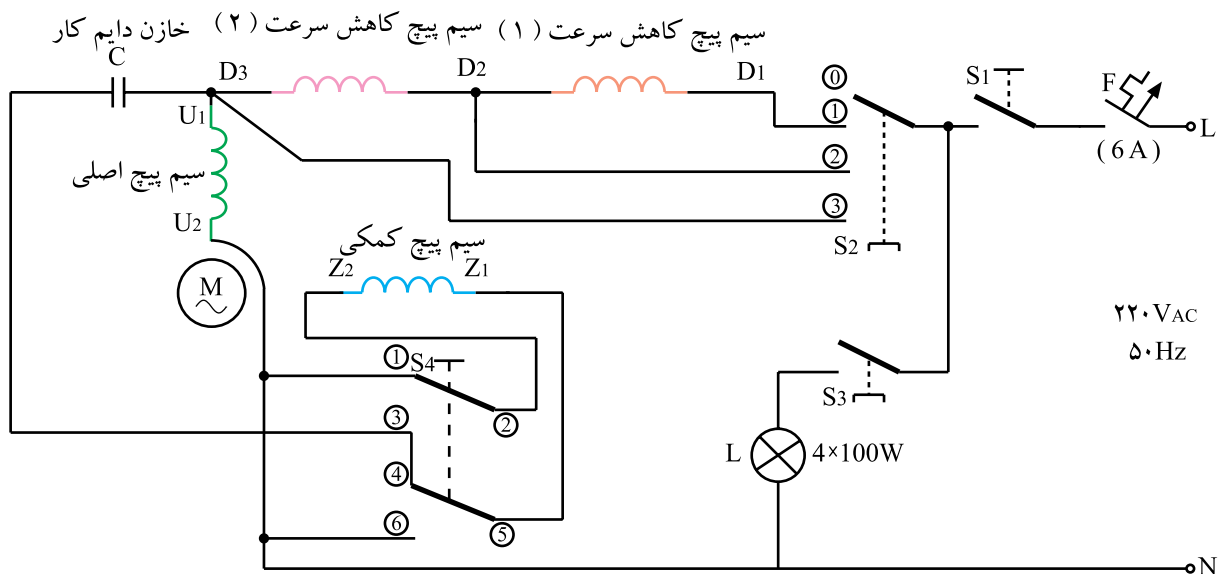 خازن دایم کار
سیم پیچ کاهش سرعت ( ۲ )
سیم پیچ کاهش سرعت ( ۱ )
C
D3
D2
D1
⓪
S1
F
①
U1
L
( 6 A )
②
سیم پیچ اصلی
U2
③
S2
سیم پیچ کمکی
Z2
Z1
M
۲۲۰VAC
۵۰Hz
①
S4
S3
③
②
L
4×100W
④
⑥
⑤
N